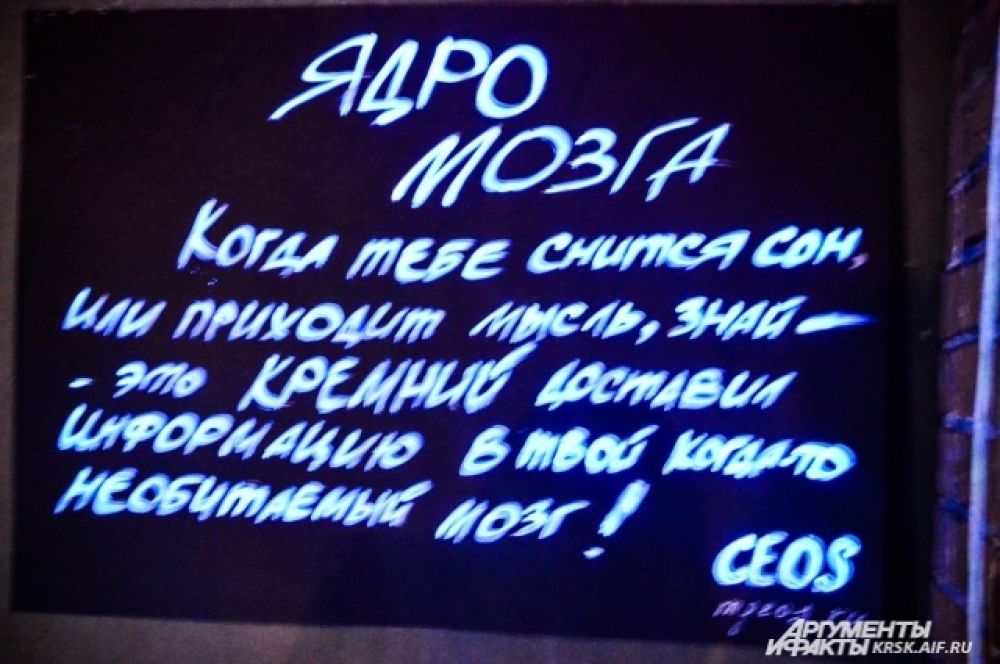 ЯДРО
МОЗГА
Когда тебе снится сон,
или приходит мысль, знай —
- это КРЕМНИЙ доставил
информацию в твой когда-то
необитаемый мозг!
CEOS
АРГУМЕНТЫ
И ФАКТЫ KRSK.AIF.RU